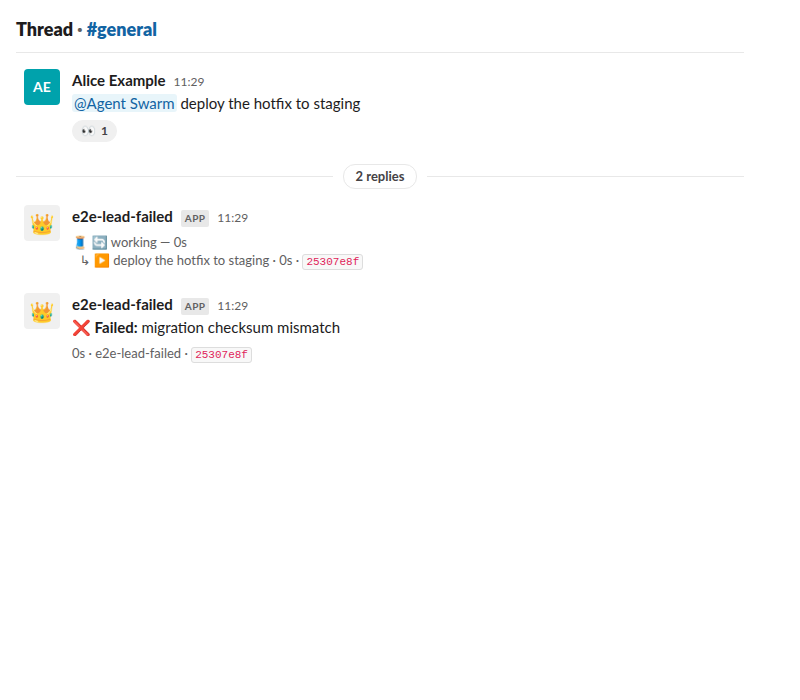 Thread • #general
AE
Alice Example 11:29
@Agent Swarm deploy the hotfix to staging
👀 1
2 replies
e2e-lead-failed APP 11:29
🧵 🔄 working — 0s
↳ ▶️ deploy the hotfix to staging · 0s · 25307e8f
e2e-lead-failed APP 11:29
❌ Failed: migration checksum mismatch
0s · e2e-lead-failed · 25307e8f